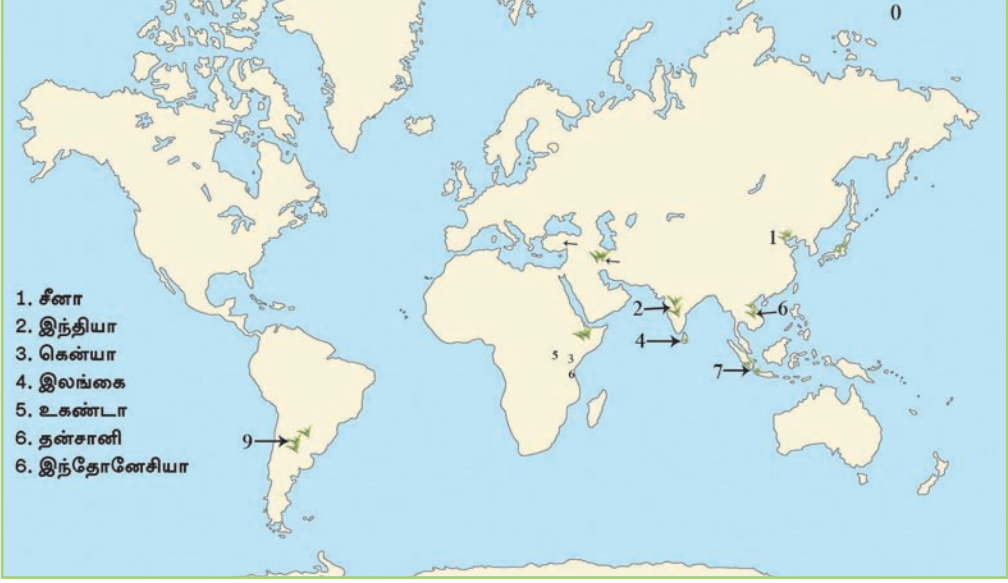 0
1
2
6
4
5
3
6
7
9
1. சீனா
2. இந்தியா
3. கென்யா
4. இலங்கை
5. உகண்டா
6. தன்சானி
6. இந்தோனேசியா